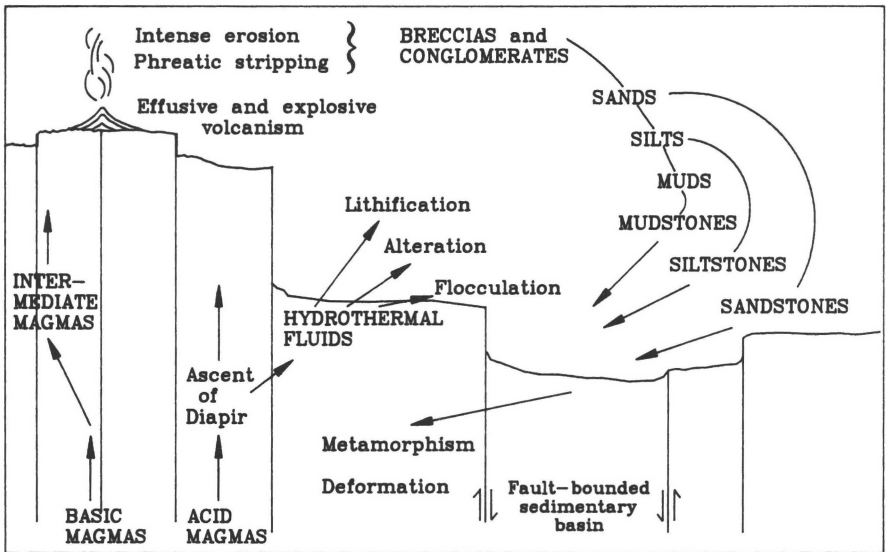 Intense erosion
Phreatic stripping
BRECCIAS and
CONGLOMERATES
Effusive and explosive
volcanism
SANDS
SILTS
MUDS
MUDSTONES
SILTSTONES
SANDSTONES
Lithification
Alteration
Flocculation
HYDROTHERMAL
FLUIDS
INTER-
MEDIATE
MAGMAS
Ascent
of
Diapir
Metamorphism
Deformation
Fault-bounded
sedimentary
basin
BASIC
MAGMAS
ACID
MAGMAS